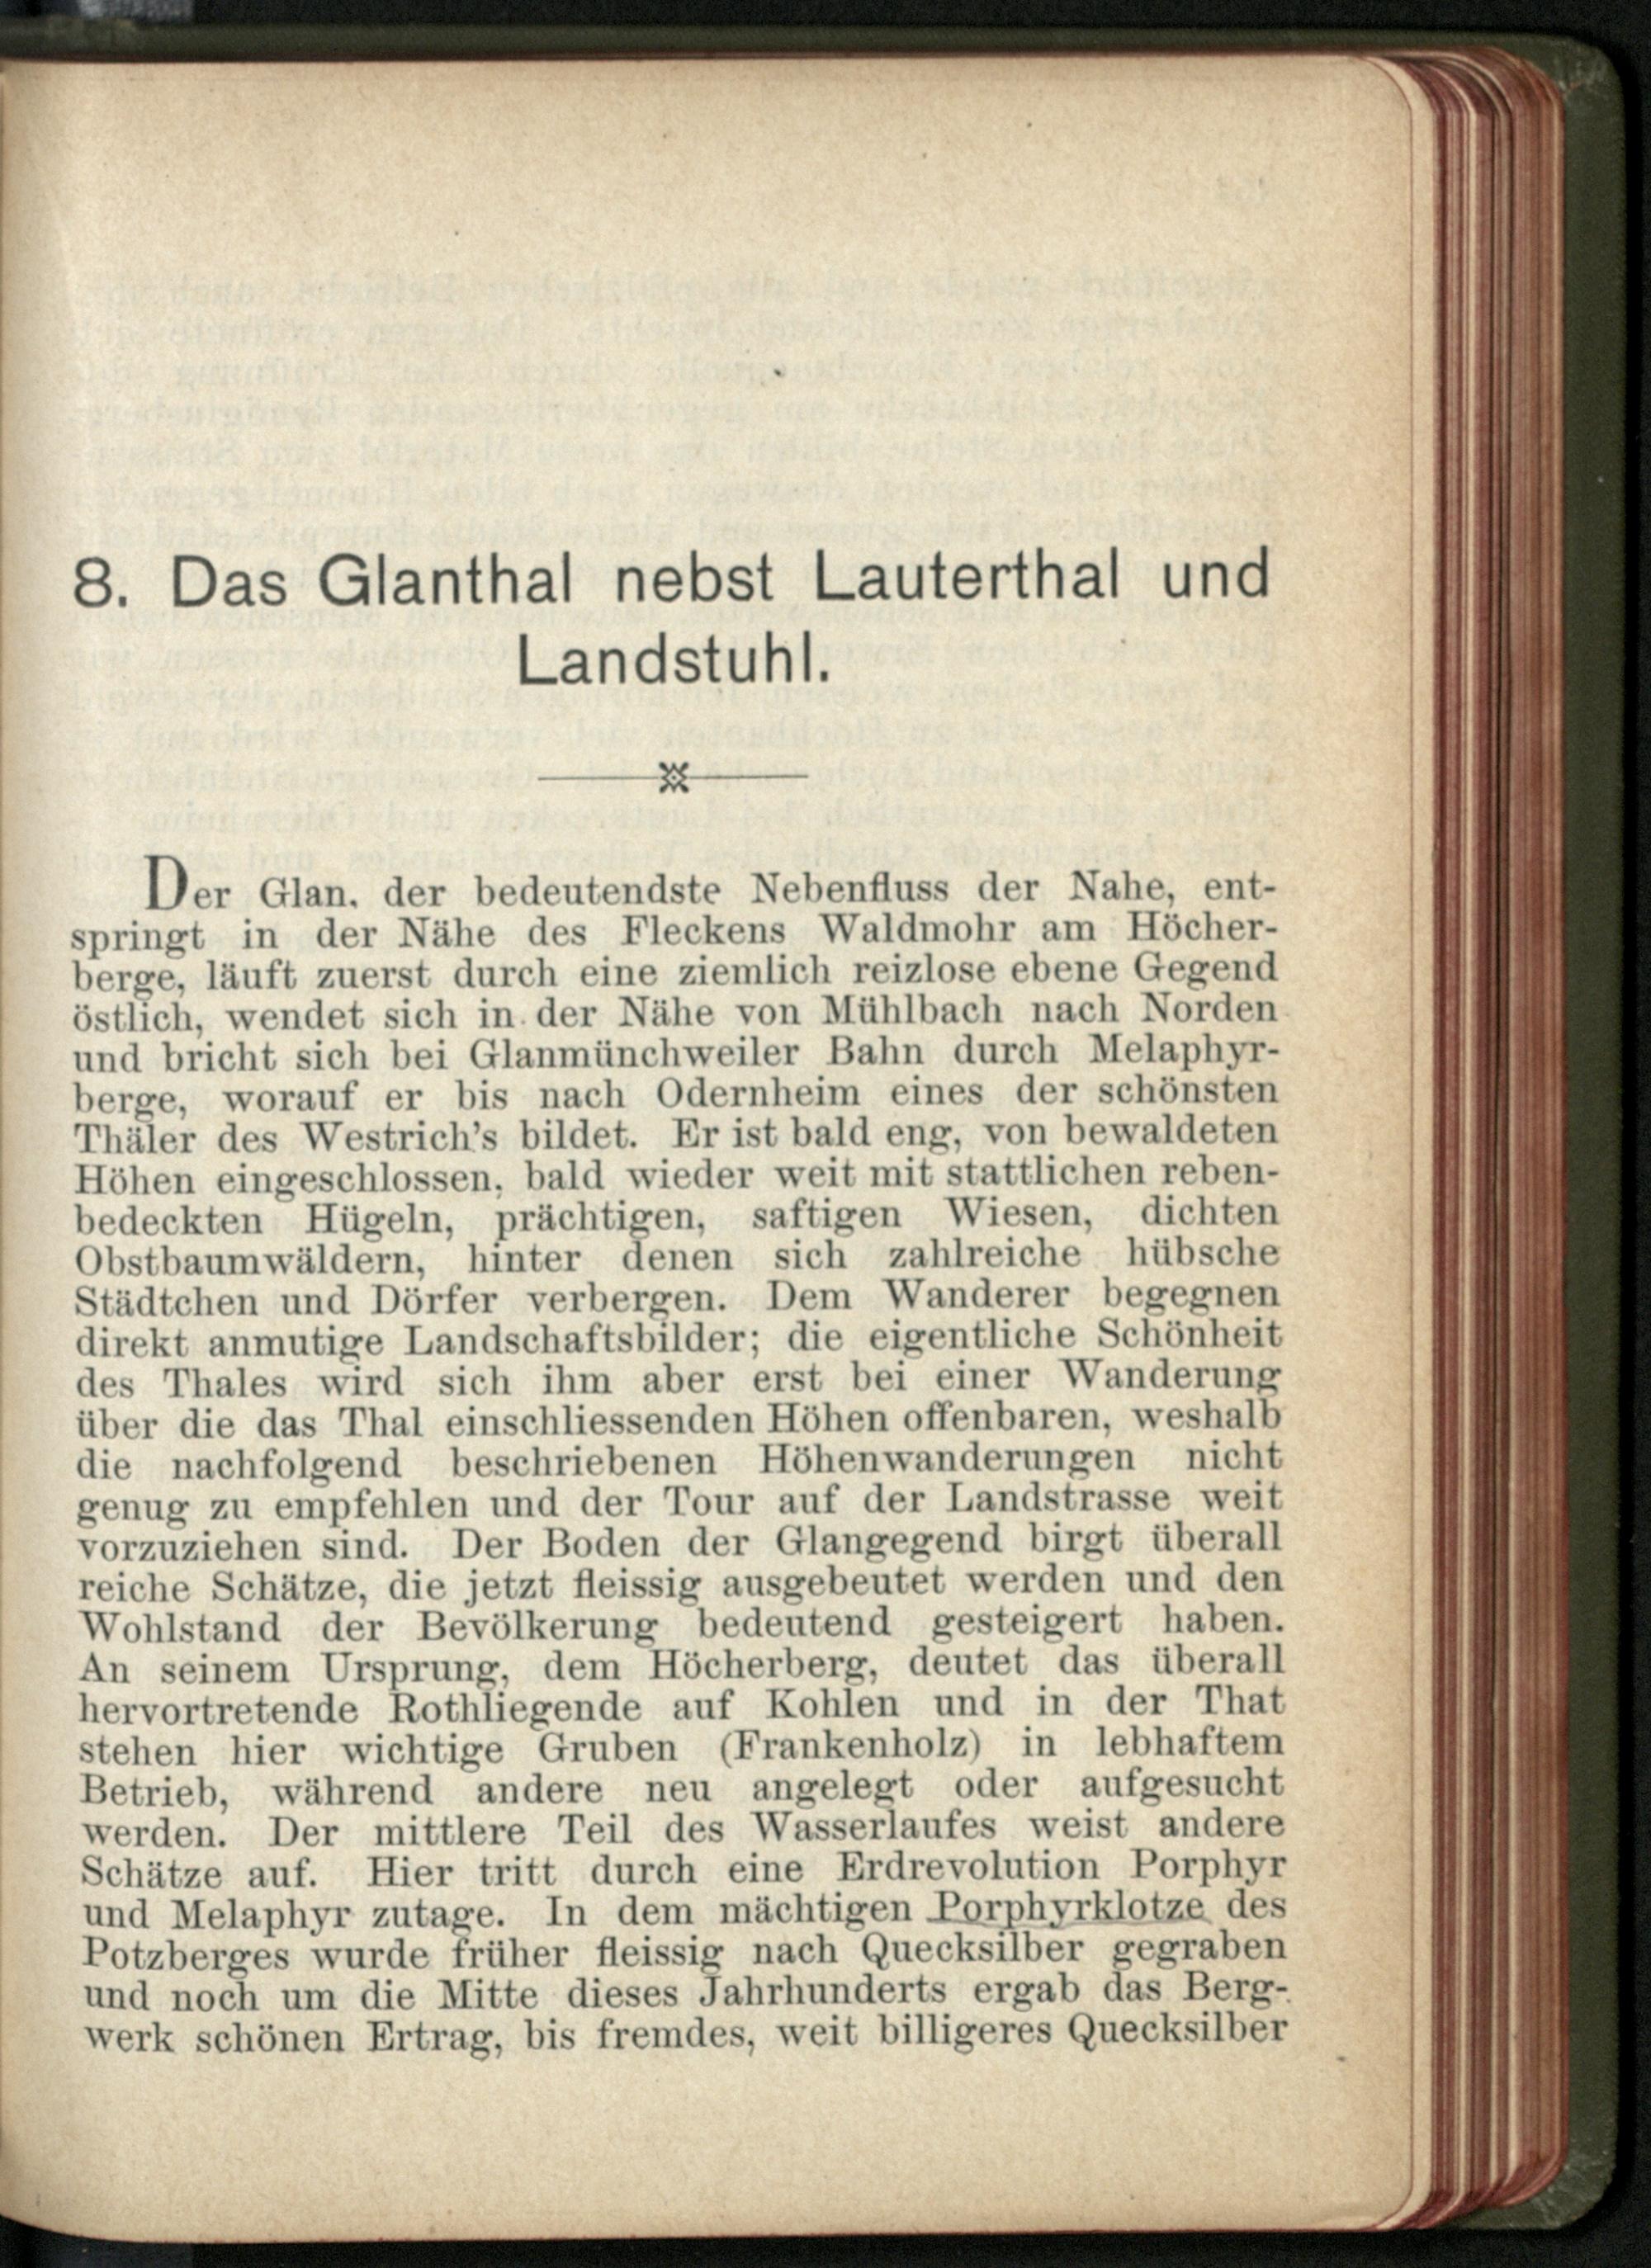 8. Das Glanthal nebst Lauterthal und
Landstuhl.
Der Glan, der bedeutendste Nebenfluss der Nahe, ent-
springt in der Nähe des Fleckens Waldmohr am Höcher-
berge, läuft zuerst durch eine ziemlich reizlose ebene Gegend
östlich, wendet sich in der Nähe von Mühlbach nach Norden
und bricht sich bei Glanmünchweiler Bahn durch Melaphyr-
berge, worauf er bis nach Odernheim eines der schönsten
Thäler des Westrich's bildet. Er ist bald eng, von bewaldeten
Höhen eingeschlossen, bald wieder weit mit stattlichen reben-
bedeckten Hügeln, prächtigen, saftigen Wiesen, dichten
Obstbaumwäldern, hinter denen sich zahlreiche hübsche
Städtchen und Dörfer verbergen. Dem Wanderer begegnen
direkt anmutige Landschaftsbilder; die eigentliche Schönheit
des Thales wird sich ihm aber erst bei einer Wanderung
über die das Thal einschliessenden Höhen offenbaren, weshalb
die nachfolgend beschriebenen Höhenwanderungen nicht
genug zu empfehlen und der Tour auf der Landstrasse weit
vorzuziehen sind. Der Boden der Glangegend birgt überall
reiche Schätze, die jetzt fleissig ausgebeutet werden und den
Wohlstand der Bevölkerung bedeutend gesteigert haben.
An seinem Ursprung, dem Höcherberg, deutet das überall
hervortretende Rothliegende auf Kohlen und in der That
stehen hier wichtige Gruben (Frankenholz) in lebhaftem
Betrieb, während andere neu angelegt oder aufgesucht
werden. Der mittlere Teil des Wasserlaufes weist andere
Schätze auf. Hier tritt durch eine Erdrevolution Porphyr
und Melaphyr zutage. In dem mächtigen Porphyrklotze des
Potzberges wurde früher fleissig nach Quecksilber gegraben
und noch um die Mitte dieses Jahrhunderts ergab das Berg-
werk schönen Ertrag, bis fremdes, weit billigeres Quecksilber